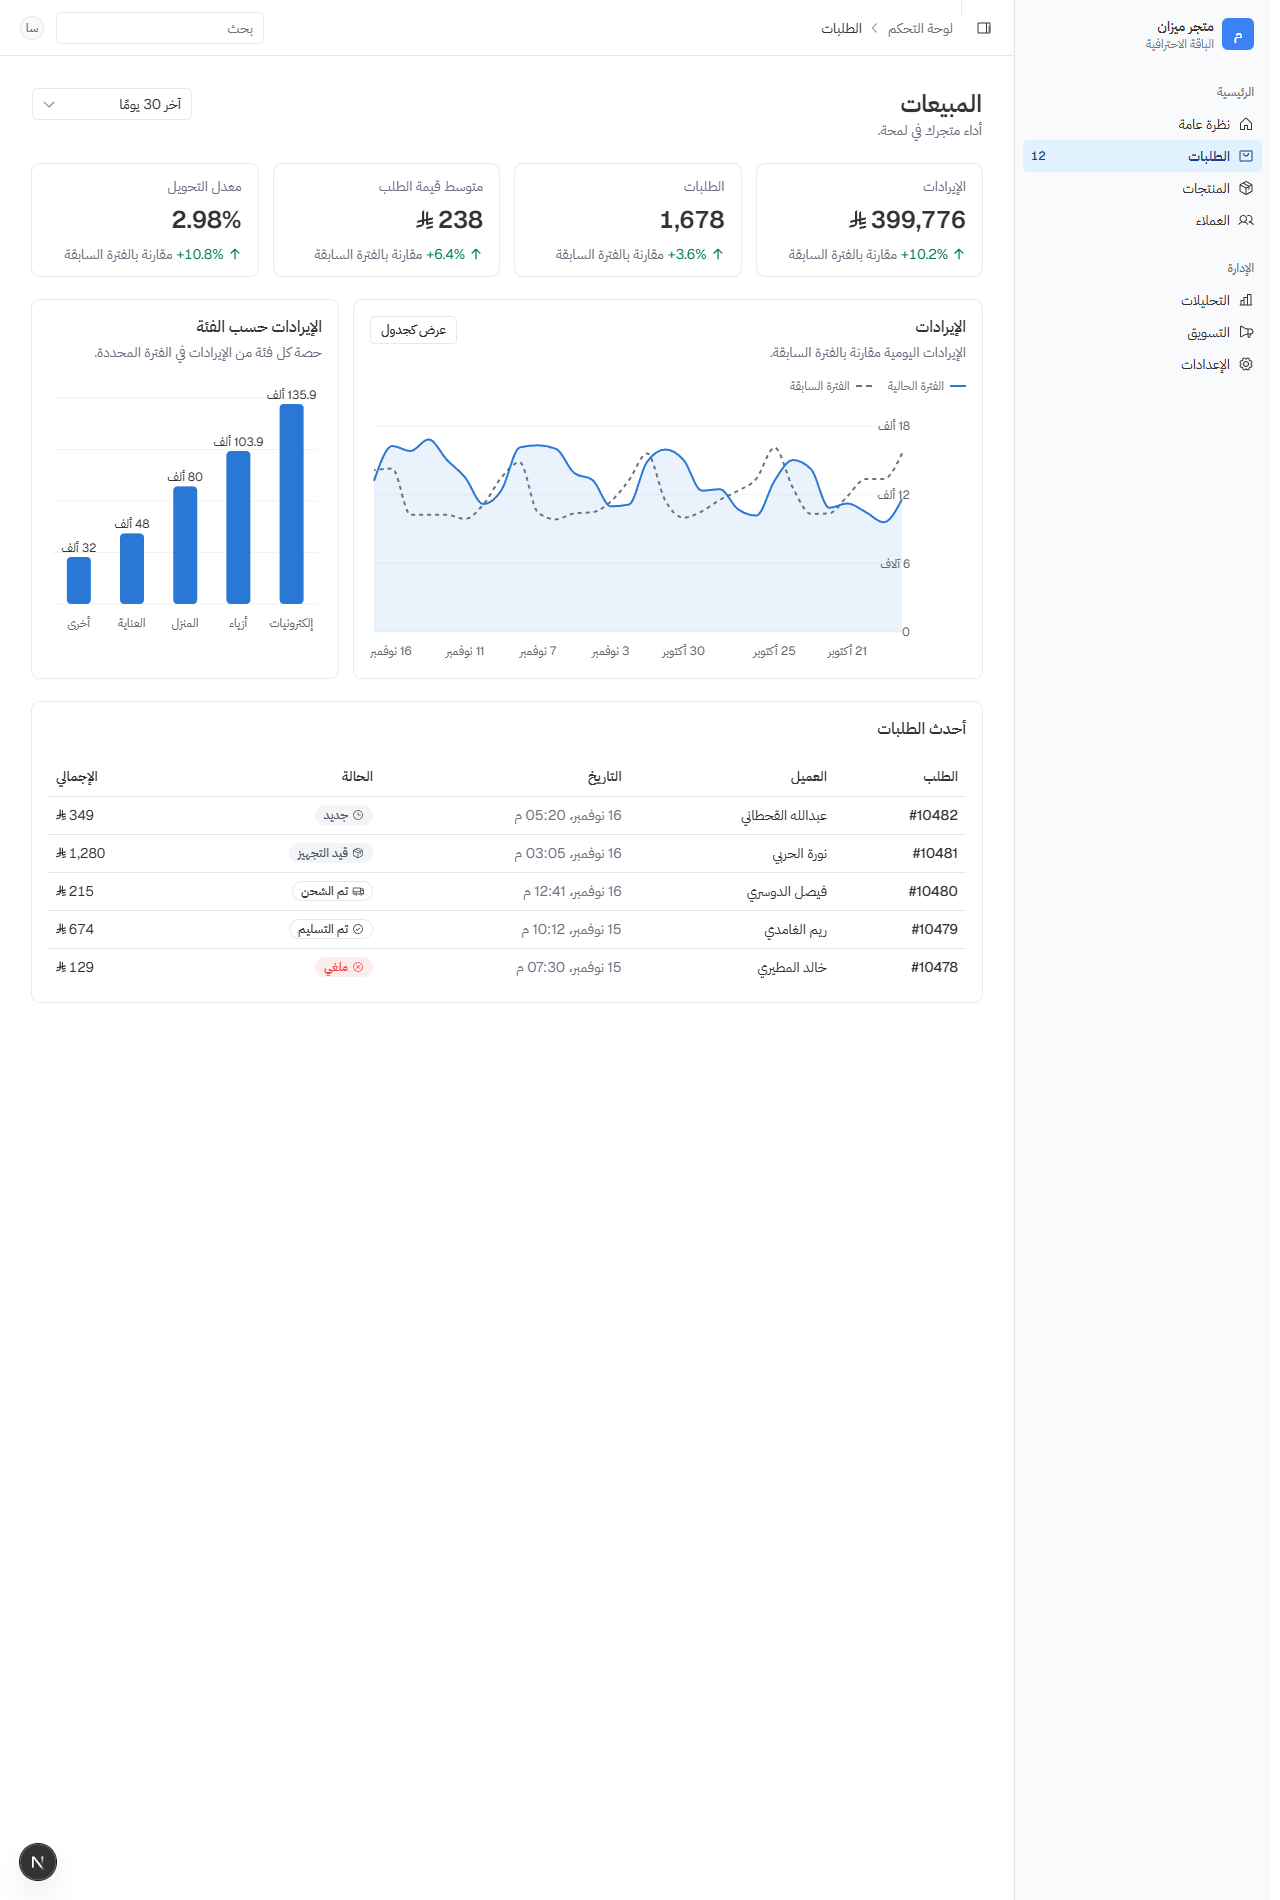 متجر ميزان
الباقة الاحترافية
م
الرئيسية
نظرة عامة
الطلبات
12
المنتجات
العملاء
الإدارة
التحليلات
التسويق
الإعدادات
لوحة التحكم
الطلبات
بحث
سا
المبيعات
أداء متجرك في لمحة.
آخر 30 يومًا
الإيرادات
399,776
+10.2% مقارنة بالفترة السابقة
الطلبات
1,678
+3.6% مقارنة بالفترة السابقة
متوسط قيمة الطلب
238
+6.4% مقارنة بالفترة السابقة
معدل التحويل
2.98%
+10.8% مقارنة بالفترة السابقة
الإيرادات
الإيرادات اليومية مقارنة بالفترة السابقة.
عرض كجدول
الفترة الحالية
الفترة السابقة
18 ألف
12 ألف
6 آلاف
0
21 أكتوبر
25 أكتوبر
30 أكتوبر
3 نوفمبر
7 نوفمبر
11 نوفمبر
16 نوفمبر
الإيرادات حسب الفئة
حصة كل فئة من الإيرادات في الفترة المحددة.
135.9 ألف
103.9 ألف
80 ألف
48 ألف
32 ألف
إلكترونيات
أزياء
المنزل
العناية
أخرى
أحدث الطلبات
الطلب العميل التاريخ الحالة الإجمالي
#10482 عبدالله القحطاني 16 نوفمبر، 05:20 م جديد 349
#10481 نورة الحربي 16 نوفمبر، 03:05 م قيد التجهيز 1,280
#10480 فيصل الدوسري 16 نوفمبر، 12:41 م تم الشحن 215
#10479 ريم الغامدي 15 نوفمبر، 10:12 م تم التسليم 674
#10478 خالد المطيري 15 نوفمبر، 07:30 م ملغي 129
N